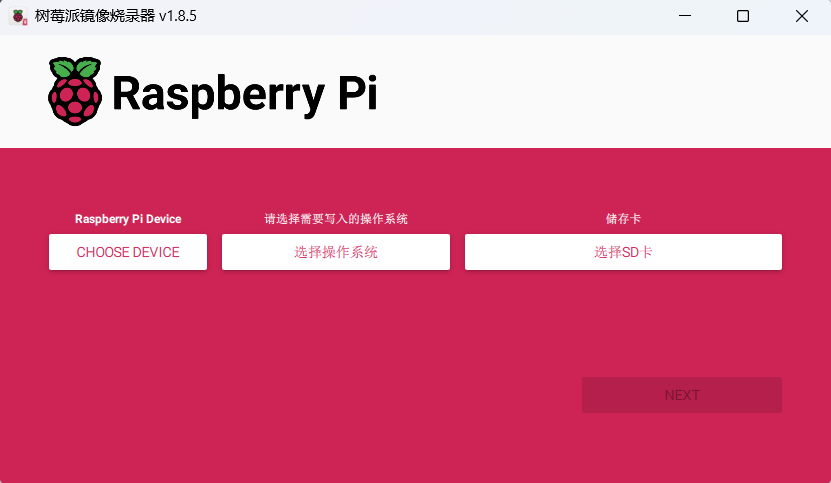 树莓派镜像烧录器 v1.8.5
Raspberry Pi
Raspberry Pi Device
请选择需要写入的操作系统
储存卡
CHOOSE DEVICE
选择操作系统
选择SD卡
NEXT